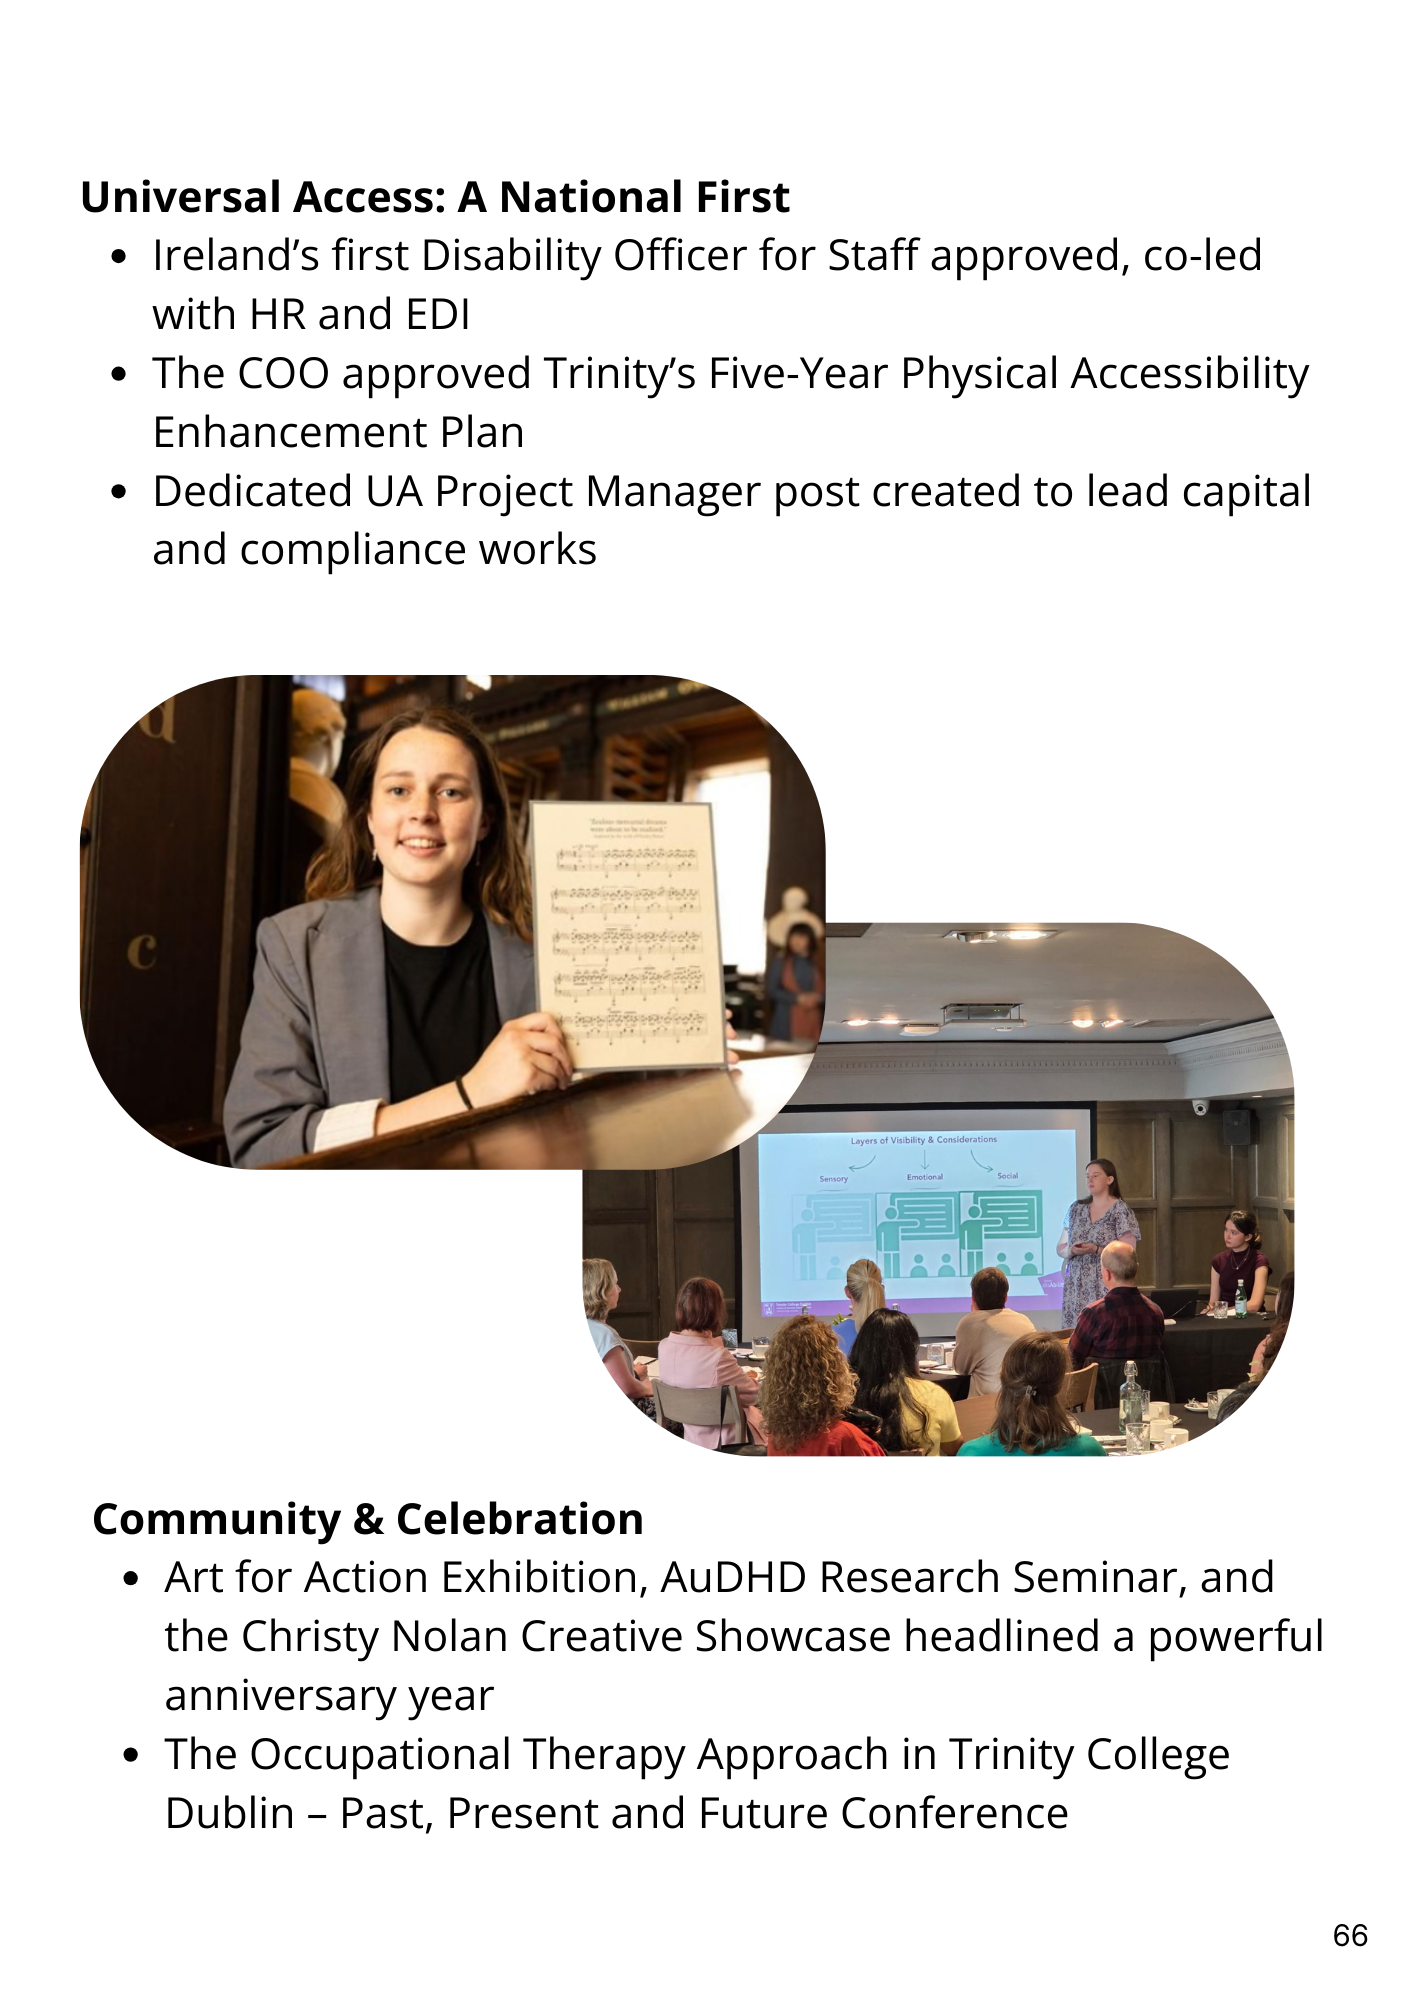 Universal Access: A National First
• Ireland’s first Disability Officer for Staff approved, co-led
with HR and EDI
• The COO approved Trinity’s Five-Year Physical Accessibility
Enhancement Plan
• Dedicated UA Project Manager post created to lead capital
and compliance works
d
c
Layers of Visibility & Considerations
Sensory
Emotional
Social
Community & Celebration
• Art for Action Exhibition, AuDHD Research Seminar, and
the Christy Nolan Creative Showcase headlined a powerful
anniversary year
• The Occupational Therapy Approach in Trinity College
Dublin – Past, Present and Future Conference
66